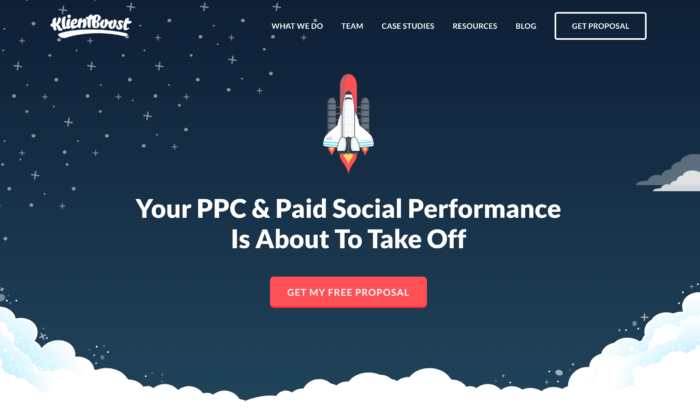 KlientBoost
WHAT WE DO
TEAM
CASE STUDIES
RESOURCES
BLOG
GET PROPOSAL
Your PPC & Paid Social Performance
Is About To Take Off
GET MY FREE PROPOSAL